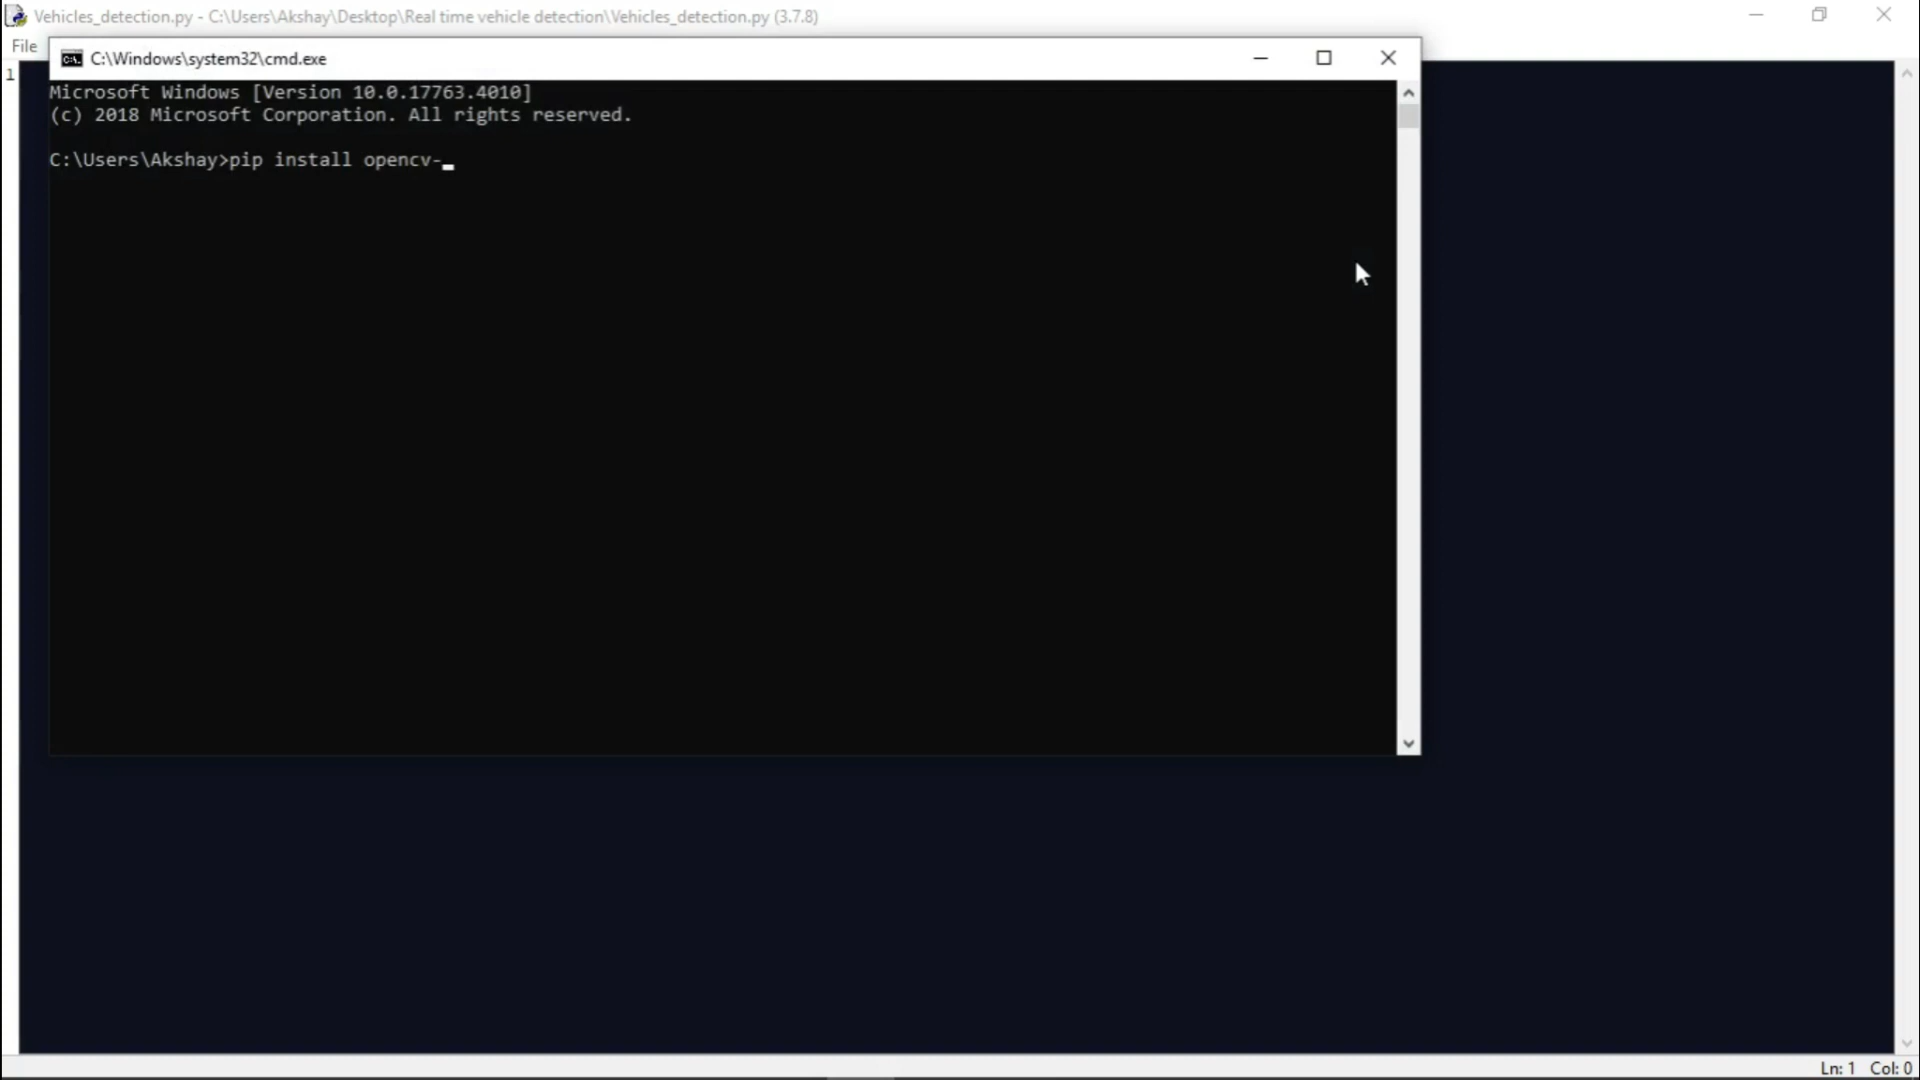 Vehicles_detection.py - C:\Users\Akshay\Desktop\Real time vehicle detection\Vehicles_detection.py (3.7.8)
File
C:\Windows\system32\cmd.exe
1
Microsoft Windows [Version 10.0.17763.4010]
(c) 2018 Microsoft Corporation. All rights reserved.
C:\Users\Akshay>pip install opencv-
Ln: 1 Col: 0